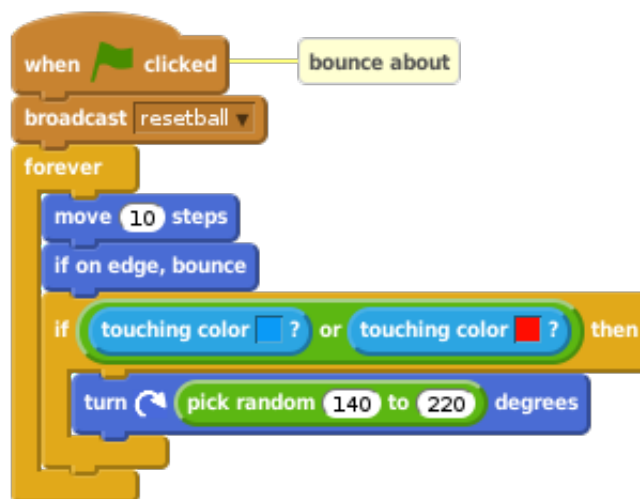 when clicked
bounce about
broadcast resetball
forever
move 10 steps
if on edge, bounce
if touching color ? or touching color ? then
turn pick random 140 to 220 degrees